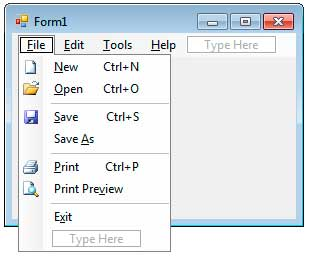 Form1
File Edit Tools Help Type Here
New Ctrl+N
Open Ctrl+O
Save Ctrl+S
Save As
Print Ctrl+P
Print Preview
Exit
Type Here